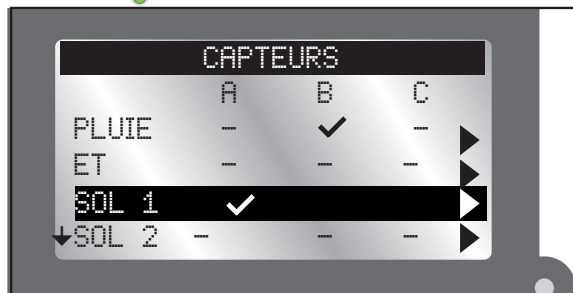 CAPTEURS
A B C
PLUIE – ✓ –
ET – – –
SOL 1 ✓
SOL 2 – – –